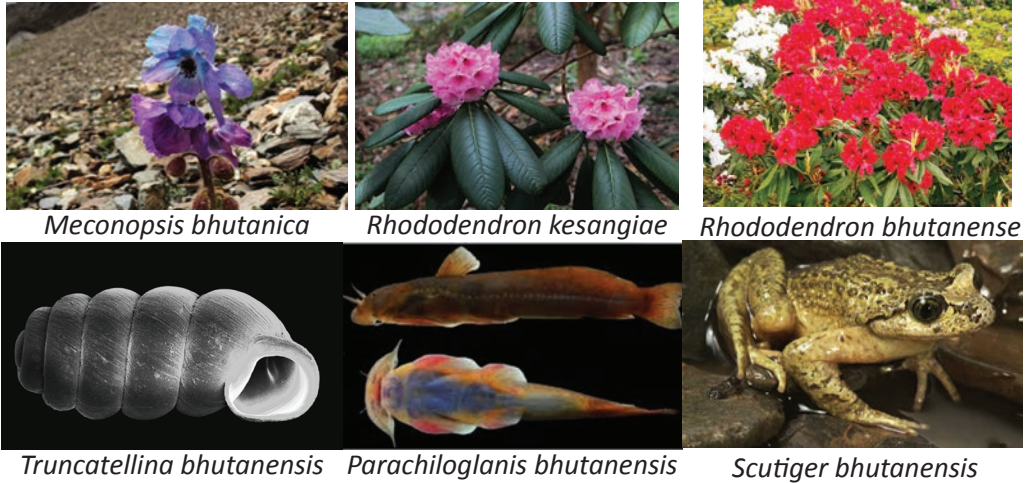 Meconopsis bhutanica
Rhododendron kesangiae
Rhododendron bhutanense
Truncatellina bhutanensis
Parachiloglanis bhutanensis
Scutiger bhutanensis